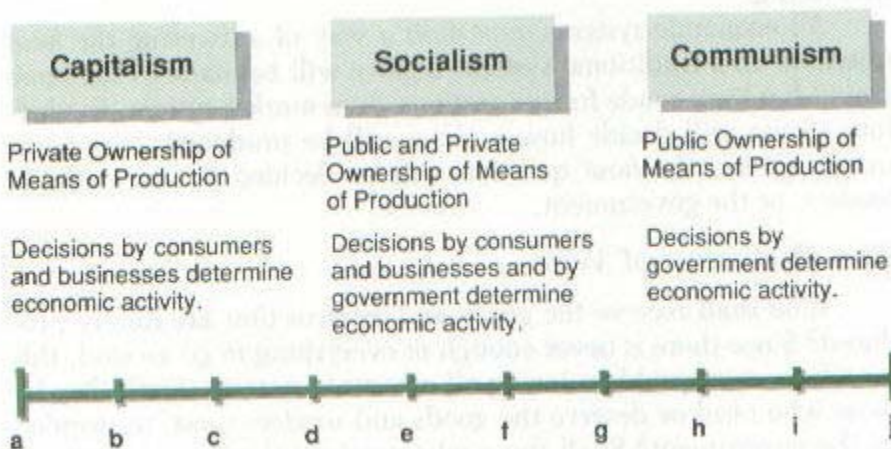 Capitalism
Socialism
Communism
Private Ownership of
Means of Production
Public and Private
Ownership of Means
of Production
Public Ownership of
Means of Production
Decisions by consumers
and businesses determine
economic activity.
Decisions by consumers
and businesses and by
government determine
economic activity.
Decisions by
government determine
economic activity.
a b c d e f g h i j